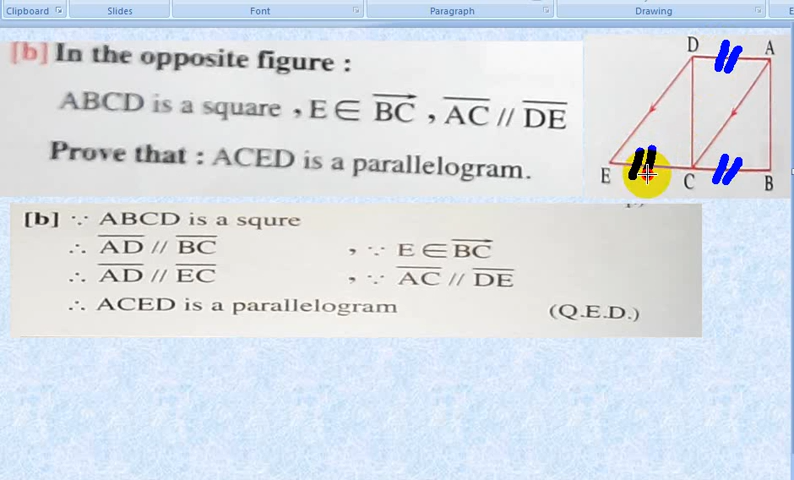 Clipboard Slides Font Paragraph Drawing
[b] In the opposite figure :
ABCD is a square , E ∈ BC , AC // DE
Prove that : ACED is a parallelogram.
D A
E C B
[b] ∵ ABCD is a squre
∴ AD // BC , ∵ E ∈ BC
∴ AD // EC , ∵ AC // DE
∴ ACED is a parallelogram (Q.E.D.)